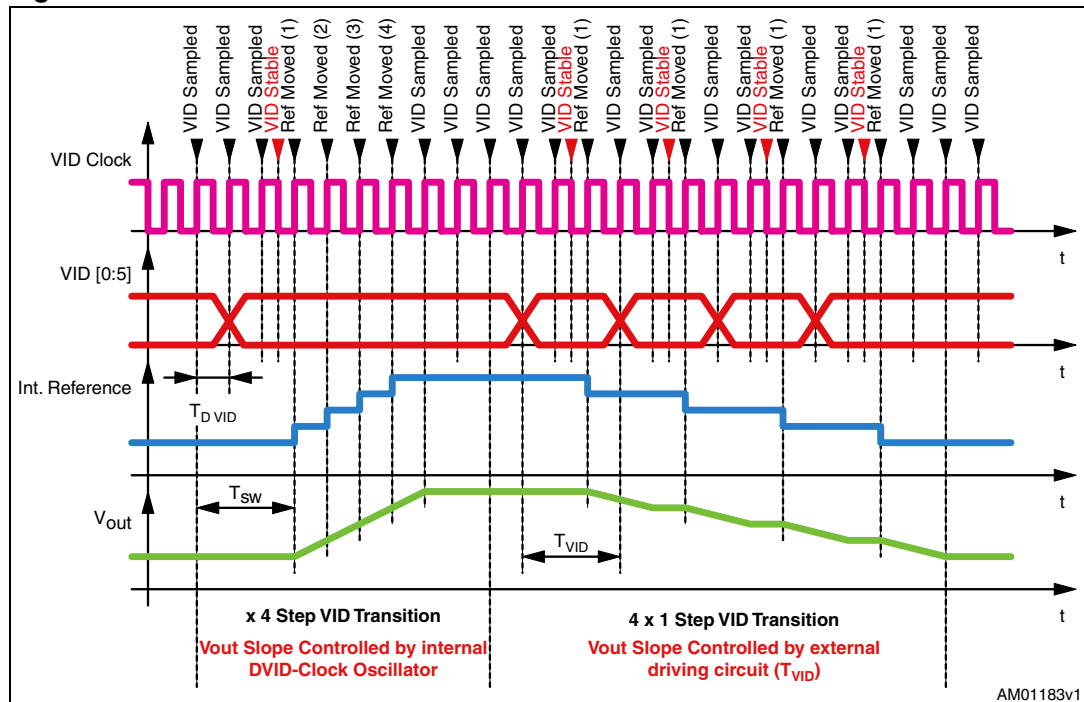 VID Sampled
VID Sampled
VID Sampled
VID Stable
Ref Moved (1)
Ref Moved (2)
Ref Moved (3)
Ref Moved (4)
VID Sampled
VID Sampled
VID Sampled
VID Sampled
VID Sampled
VID Stable
Ref Moved (1)
VID Sampled
VID Sampled
VID Stable
Ref Moved (1)
VID Sampled
VID Sampled
VID Stable
Ref Moved (1)
VID Sampled
VID Sampled
VID Stable
Ref Moved (1)
VID Sampled
VID Sampled
VID Sampled
VID Clock
t
VID [0:5]
t
Int. Reference
TD VID
t
TSW
Vout
TVID
t
x 4 Step VID Transition
Vout Slope Controlled by internal
DVID-Clock Oscillator
4 x 1 Step VID Transition
Vout Slope Controlled by external
driving circuit (TVID)
AM01183v1